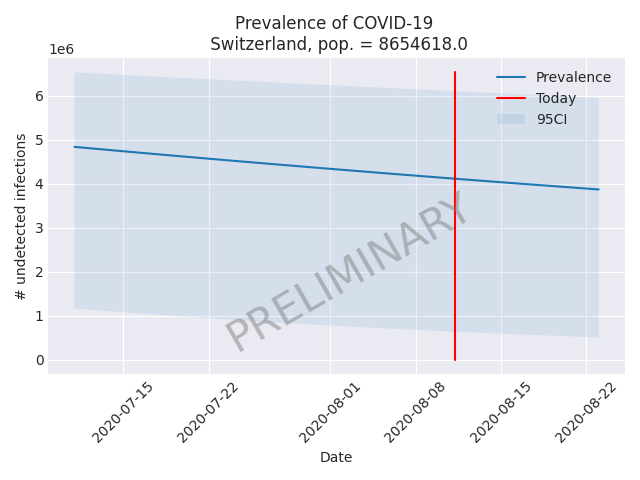 Prevalence of COVID-19
Switzerland, pop. = 8654618.0
1e6
Prevalence
Today
95CI
6
5
4
3
2
1
0
# undetected infections
PRELIMINARY
2020-07-15
2020-07-22
2020-08-01
2020-08-08
2020-08-15
2020-08-22
Date